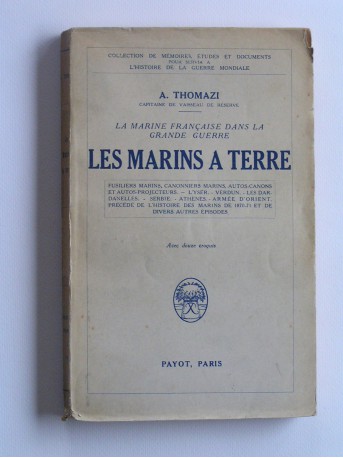 COLLECTION DE MÉMOIRES, ÉTUDES ET DOCUMENTS
POUR SERVIR A
L'HISTOIRE DE LA GUERRE MONDIALE
A. THOMAZI
CAPITAINE DE VAISSEAU DE RÉSERVE
LA MARINE FRANÇAISE DANS LA
GRANDE GUERRE
LES MARINS A TERRE
FUSILIERS MARINS, CANONNIERS MARINS, AUTOS-CANONS
ET AUTOS-PROJECTEURS. - L'YSER. - VERDUN. - LES DAR-
DANELLES. - SERBIE. - ATHÈNES. - ARMÉE D'ORIENT.
PRÉCÉDÉ DE L'HISTOIRE DES MARINS DE 1870-71 ET DE
DIVERS AUTRES ÉPISODES
Avec douze croquis
PAYOT, PARIS